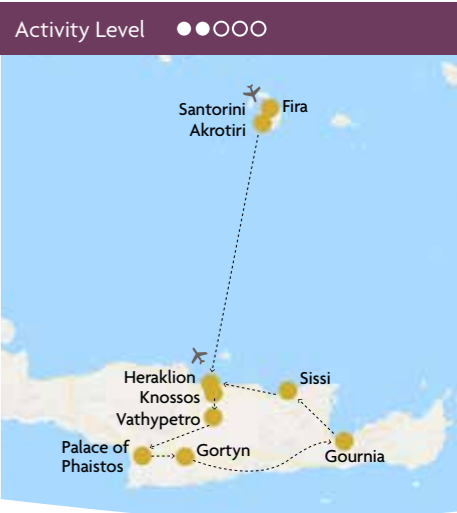 Activity Level
Santorini
Fira
Akrotiri
Heraklion
Sissi
Knossos
Vathypetro
Palace of
Phaistos
Gortyn
Gournia